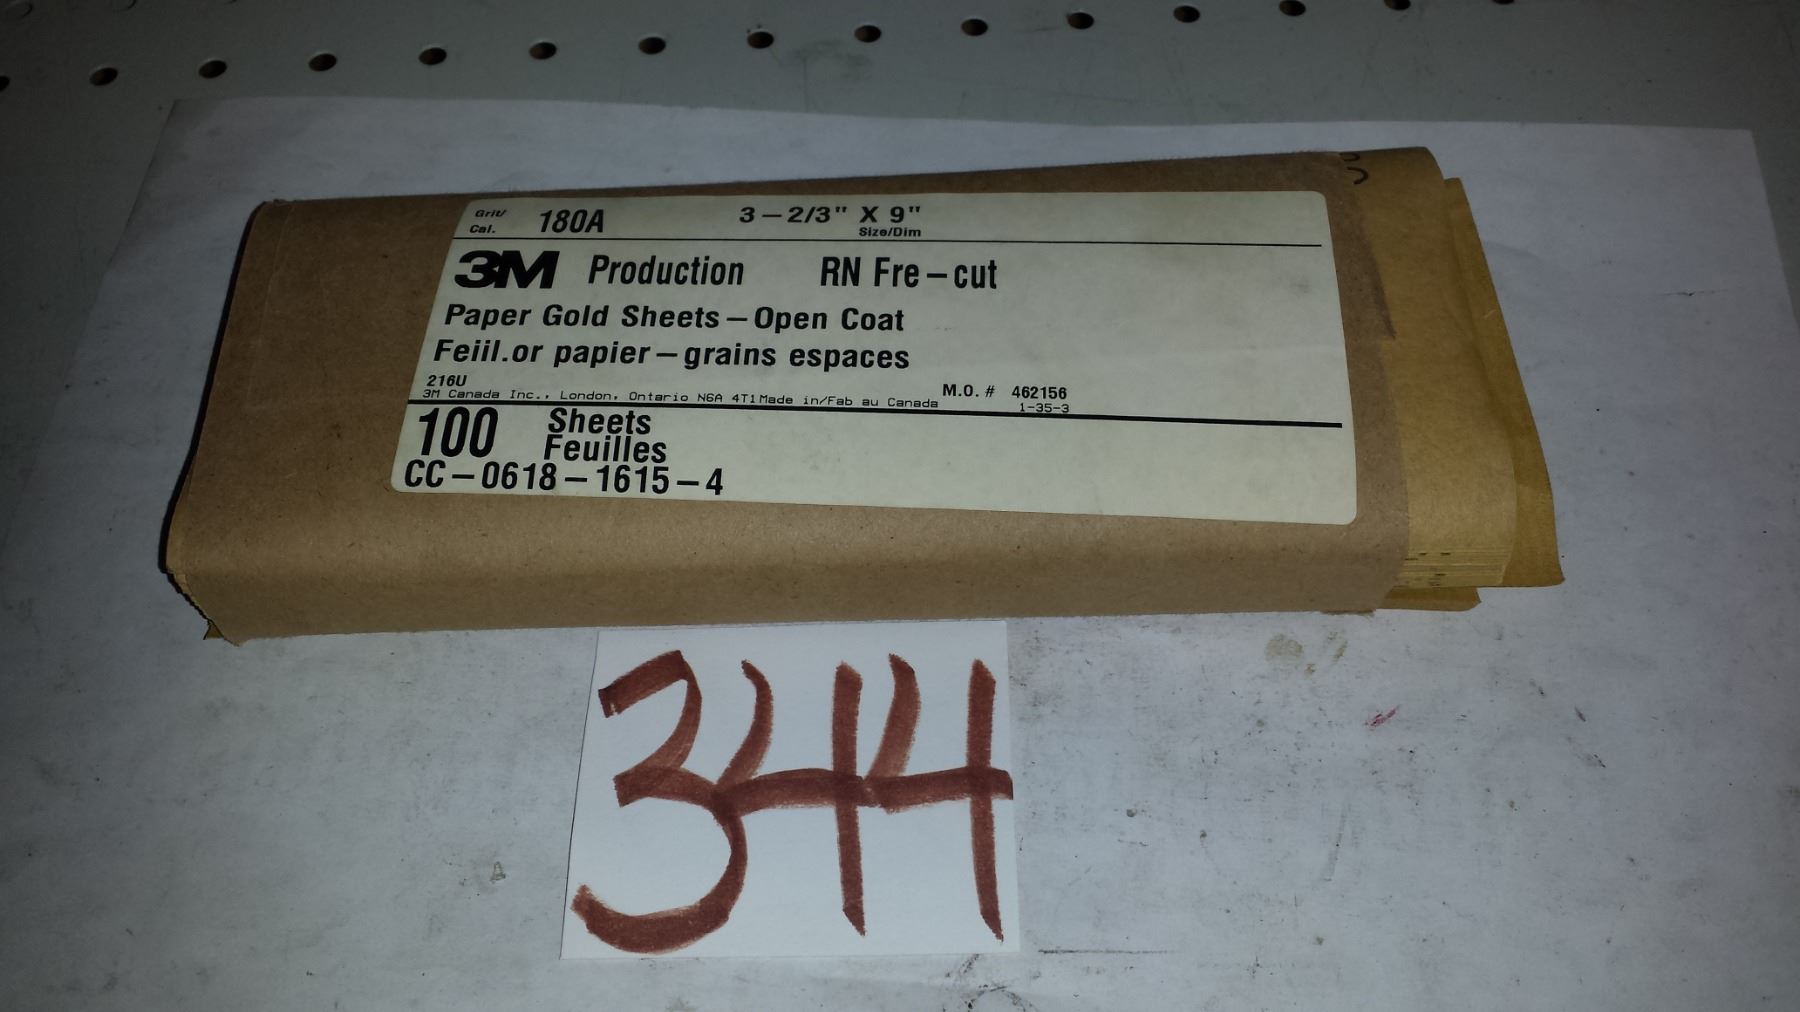 Grit/ 180A 3-2/3" X 9"
Cal. Size/Dim
3M Production RN Fre-cut
Paper Gold Sheets-Open Coat
Feiil.or papier-grains espaces
216U
3M Canada Inc., London, Ontario N6A 4T1 Made in/Fab au Canada M.O. # 462156
1-35-3
100 Sheets
Feuilles
CC-0618-1615-4
344